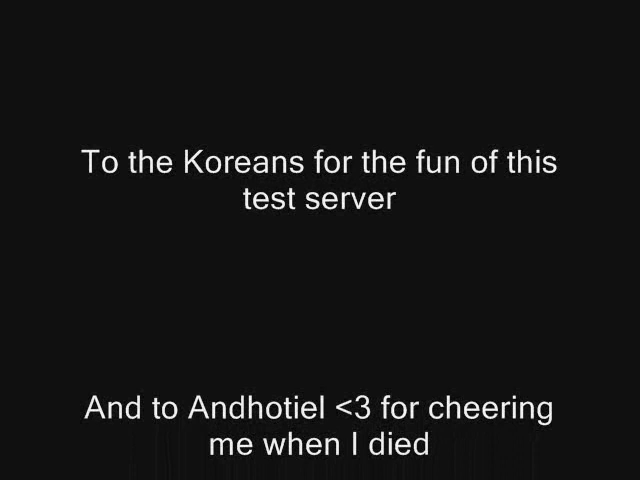 To the Koreans for the fun of this
test server
And to Andhotiel <3 for cheering
me when I died